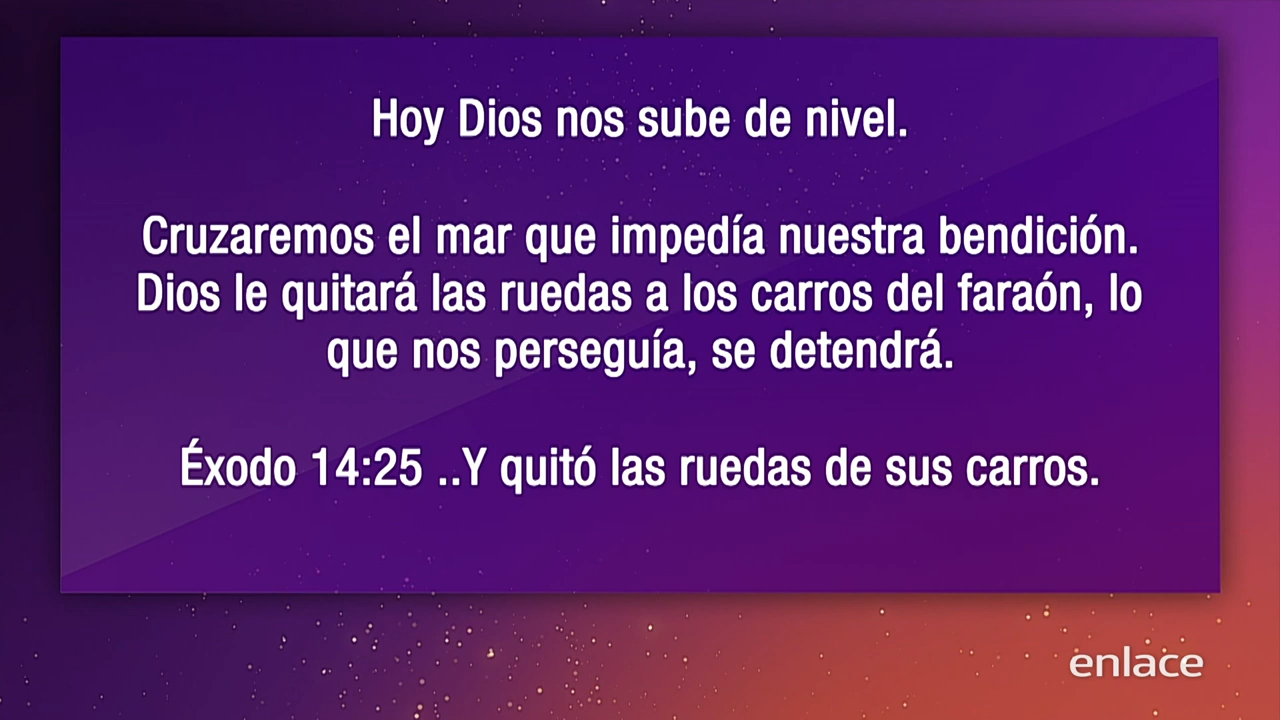 Hoy Dios nos sube de nivel.
Cruzaremos el mar que impedía nuestra bendición.
Dios le quitará las ruedas a los carros del faraón, lo
que nos perseguía, se detendrá.
Éxodo 14:25 ..Y quitó las ruedas de sus carros.
enlace